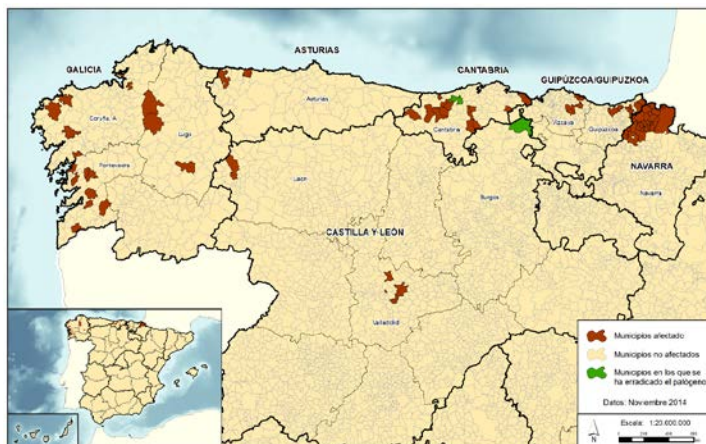 ASTURIAS
GALICIA
CANTABRIA
GUIPÚZCOA/GUIPUZKOA
Asturias
Coruña, A
Lugo
Cantabria
Vizcaya
Guipúzcoa
Pontevedra
NAVARRA
León
Navarra
Burgos
CASTILLA Y LEÓN
Valladolid
Municipios afectado
Municipios no afectados
Municipios en los que se
ha erradicado el patógeno
Datos: Noviembre 2014
Escala: 1:20.600.000
N